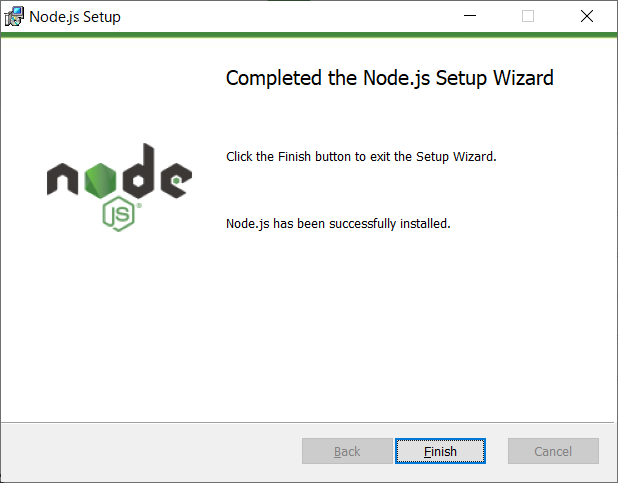 Node.js Setup
Completed the Node.js Setup Wizard
Click the Finish button to exit the Setup Wizard.
node
JS
Node.js has been successfully installed.
Back
Finish
Cancel